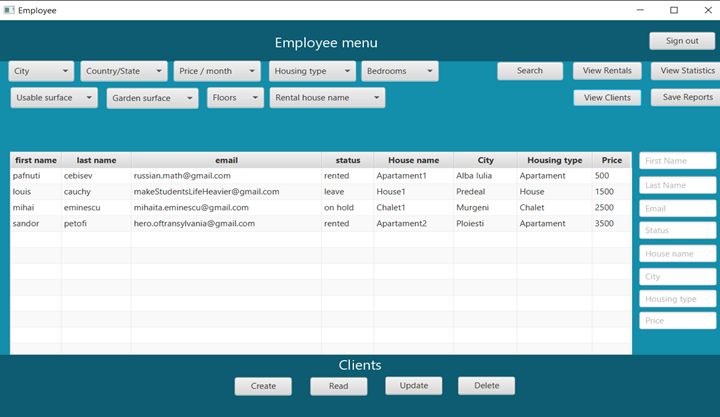 Employee
Employee menu
Sign out
City Country/State Price / month Housing type Bedrooms Search View Rentals View Statistics
Usable surface Garden surface Floors Rental house name View Clients Save Reports
first name last name email status House name City Housing type Price
pafnuti cebisev russian.math@gmail.com rented Apartament1 Alba Iulia Apartament 500
louis cauchy makeStudentsLifeHeavier@gmail.com leave House1 Predeal House 1500
mihai eminescu mihaita.eminescu@gmail.com on hold Chalet1 Murgeni Chalet 2500
sandor petofi hero.oftransylvania@gmail.com rented Apartament2 Ploiesti Apartament 3500
First Name
Last Name
Email
Status
House name
City
Housing type
Price
Clients
Create Read Update Delete